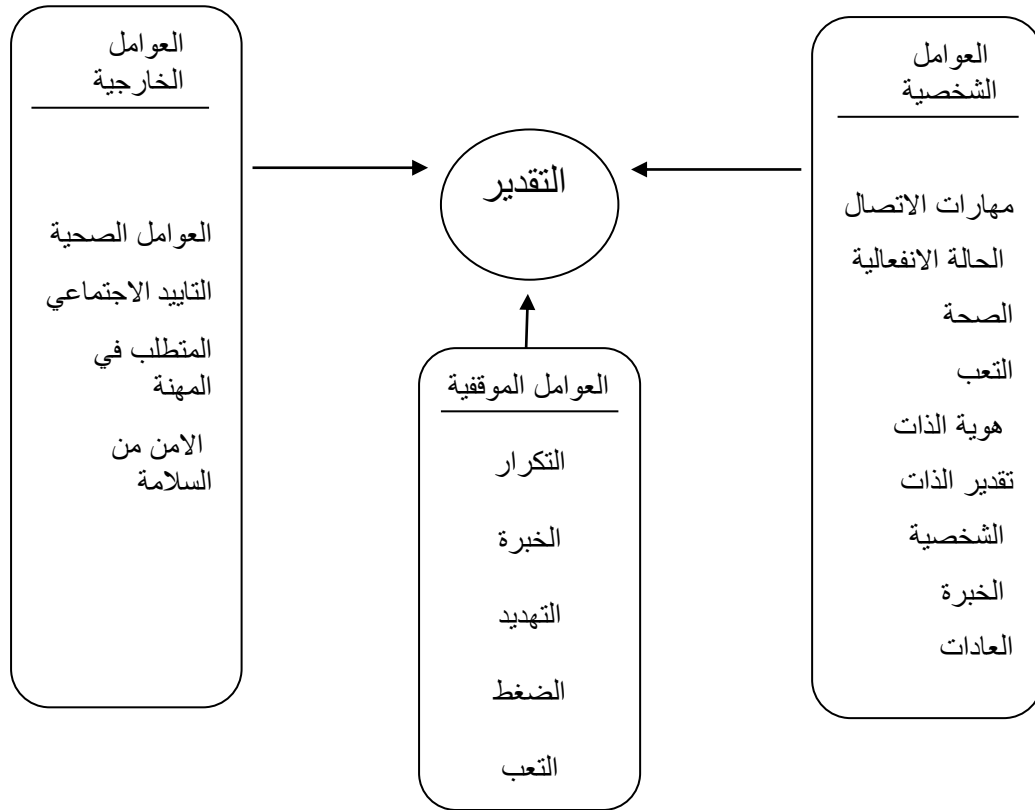 العوامل
الشخصية
مهارات الاتصال
الحالة الانفعالية
الصحة
التعب
هوية الذات
تقدير الذات
الشخصية
الخبرة
العادات
التقدير
العوامل الموقفية
التكرار
الخبرة
التهديد
الضغط
التعب
العوامل
الخارجية
العوامل الصحية
التاييد الاجتماعي
المتطلب في
المهنة
الامن من
السلامة